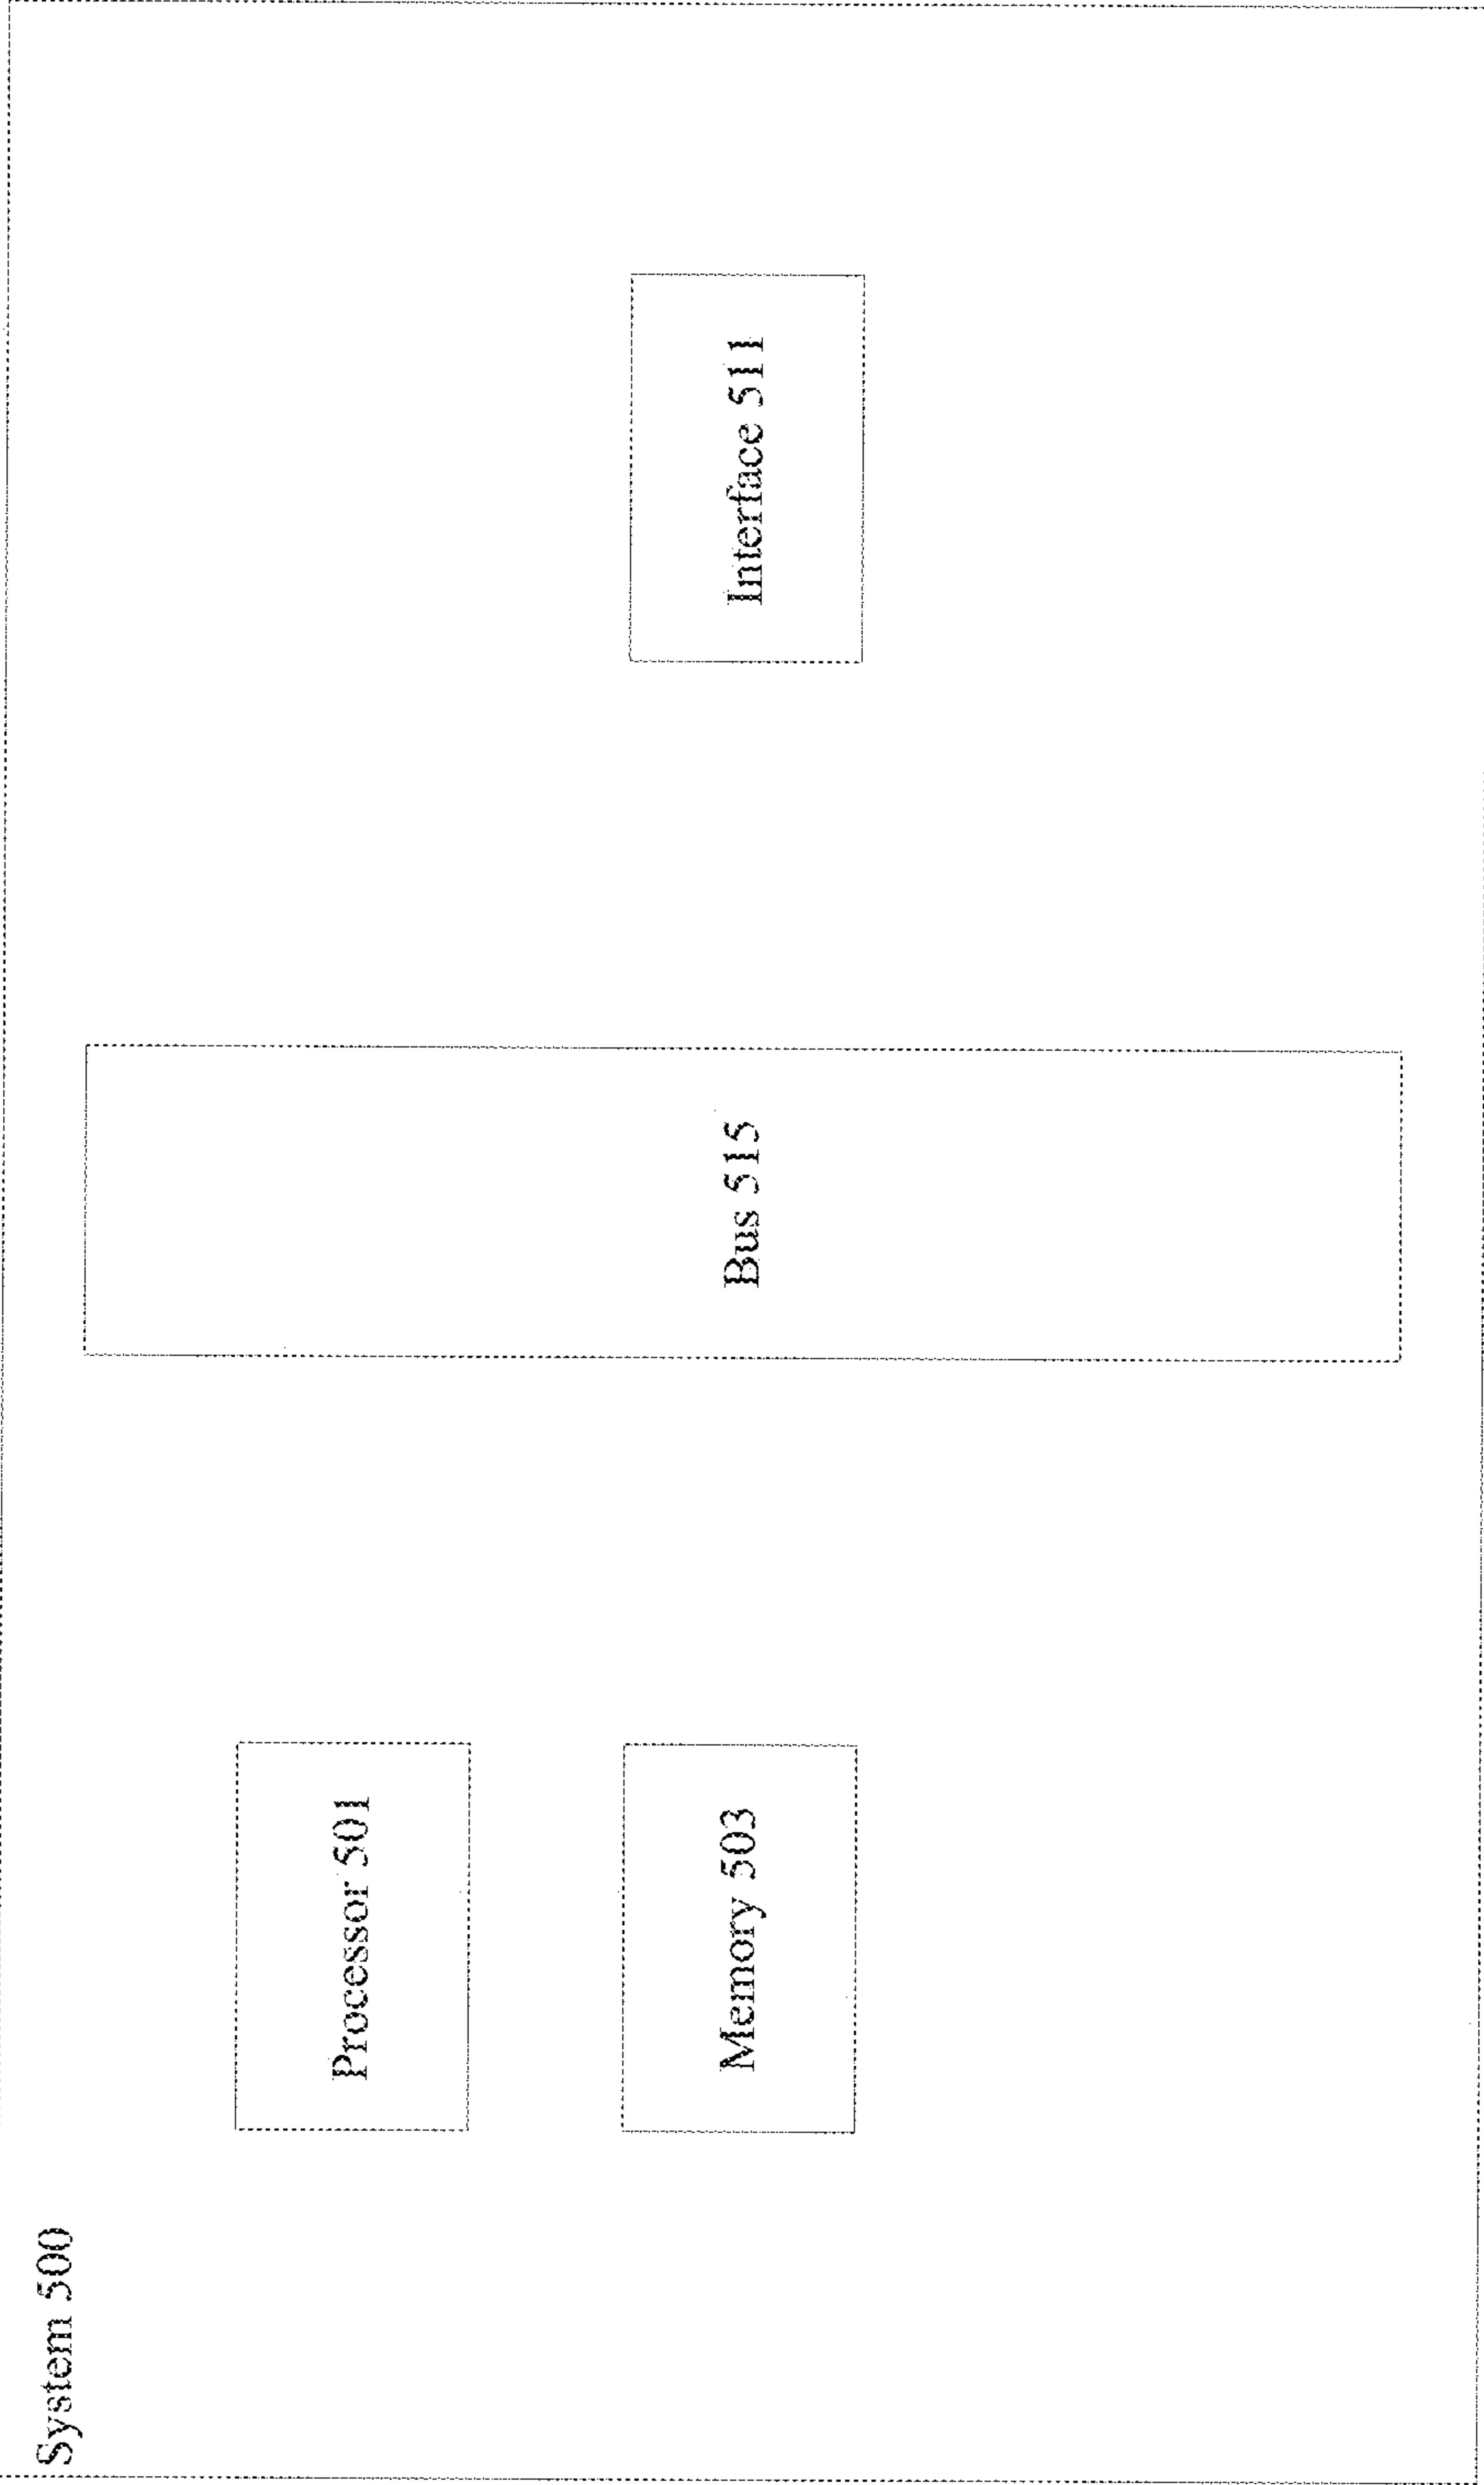 System 500
Processor 501
Memory 503
Bus 515
Interface 511